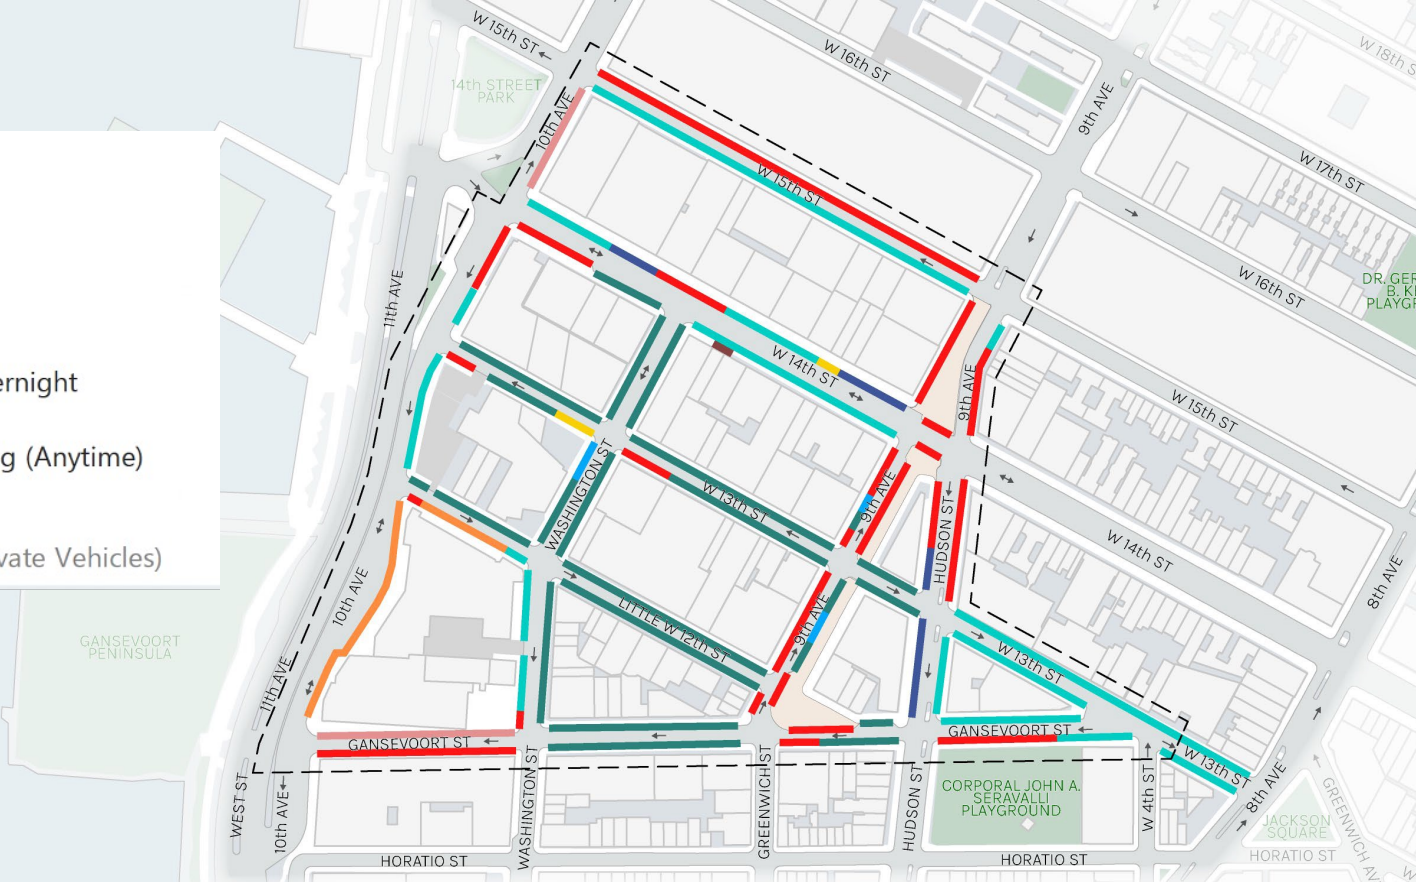 W 15th ST
W 16th ST
W 18th S
14th STREET
PARK
10th AVE
9th AVE
W 17th ST
W 15th ST
W 16th ST
DR. GER
B. KE
PLAYGR
11th AVE
W 14th ST
9th AVE
W 15th ST
ernight
g (Anytime)
vate Vehicles)
WASHINGTON ST
W 13th ST
9th AVE
HUDSON ST
W 14th ST
8th AVE
10th AVE
LITTLE W 12th ST
9th AVE
GANSEVOORT
PENINSULA
W 13th ST
11th AVE
GANSEVOORT ST
GANSEVOORT ST
W 13th ST
WEST ST
10th AVE
WASHINGTON ST
GREENWICH ST
HUDSON ST
CORPORAL JOHN A.
SERAVALLI
PLAYGROUND
W 4th ST
8th AVE
JACKSON
SQUARE
GREENWICH AV
HORATIO ST
HORATIO ST
HORATIO ST
W